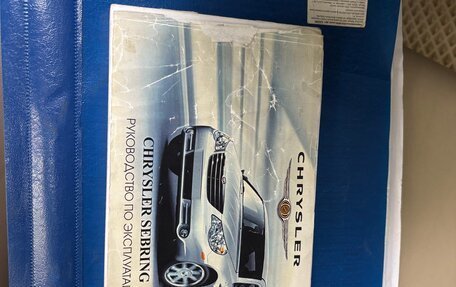 CHRYSLER
CHRYSLER SEBRING
РУКОВОДСТВО ПО ЭКСПЛУАТА